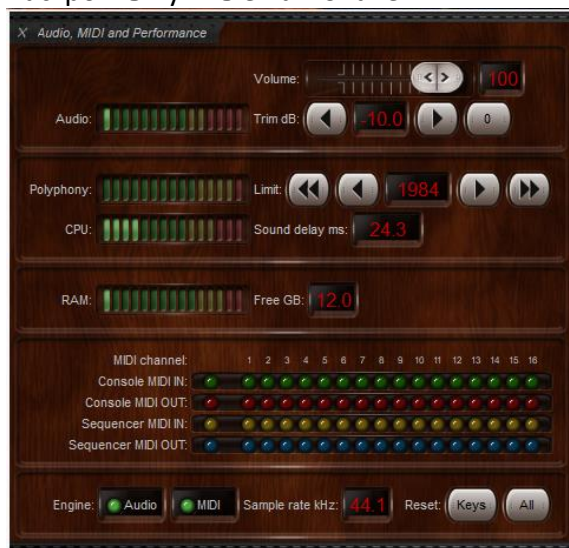 X Audio, MIDI and Performance
Volume: 100
Audio: Trim dB: -10.0 0
Polyphony: Limit: 1984
CPU: Sound delay ms: 24.3
RAM: Free GB: 12.0
MIDI channel: 1 2 3 4 5 6 7 8 9 10 11 12 13 14 15 16
Console MIDI IN:
Console MIDI OUT:
Sequencer MIDI IN:
Sequencer MIDI OUT:
Engine: Audio MIDI Sample rate kHz: 44.1 Reset: Keys All